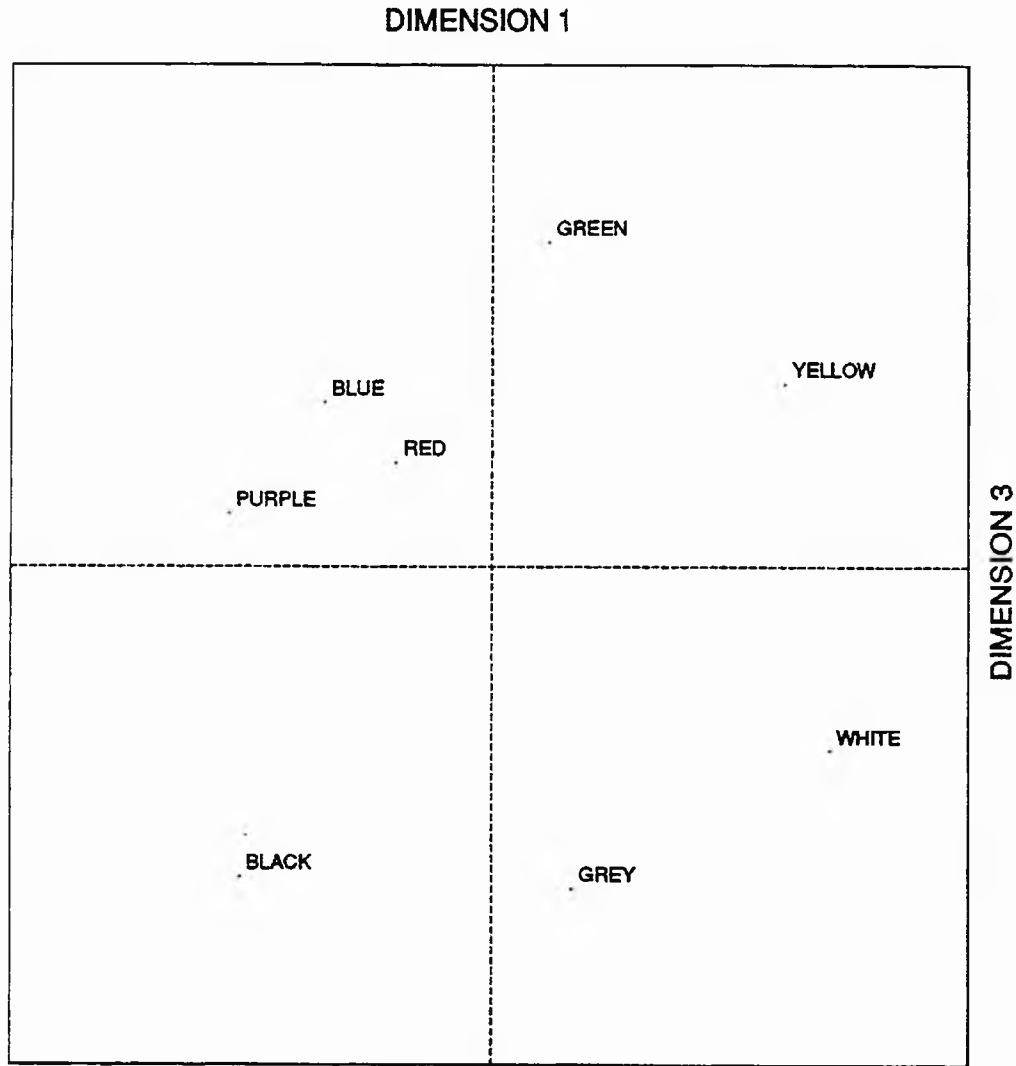 DIMENSION 1
GREEN
YELLOW
BLUE
RED
PURPLE
DIMENSION 3
WHITE
BLACK
GREY